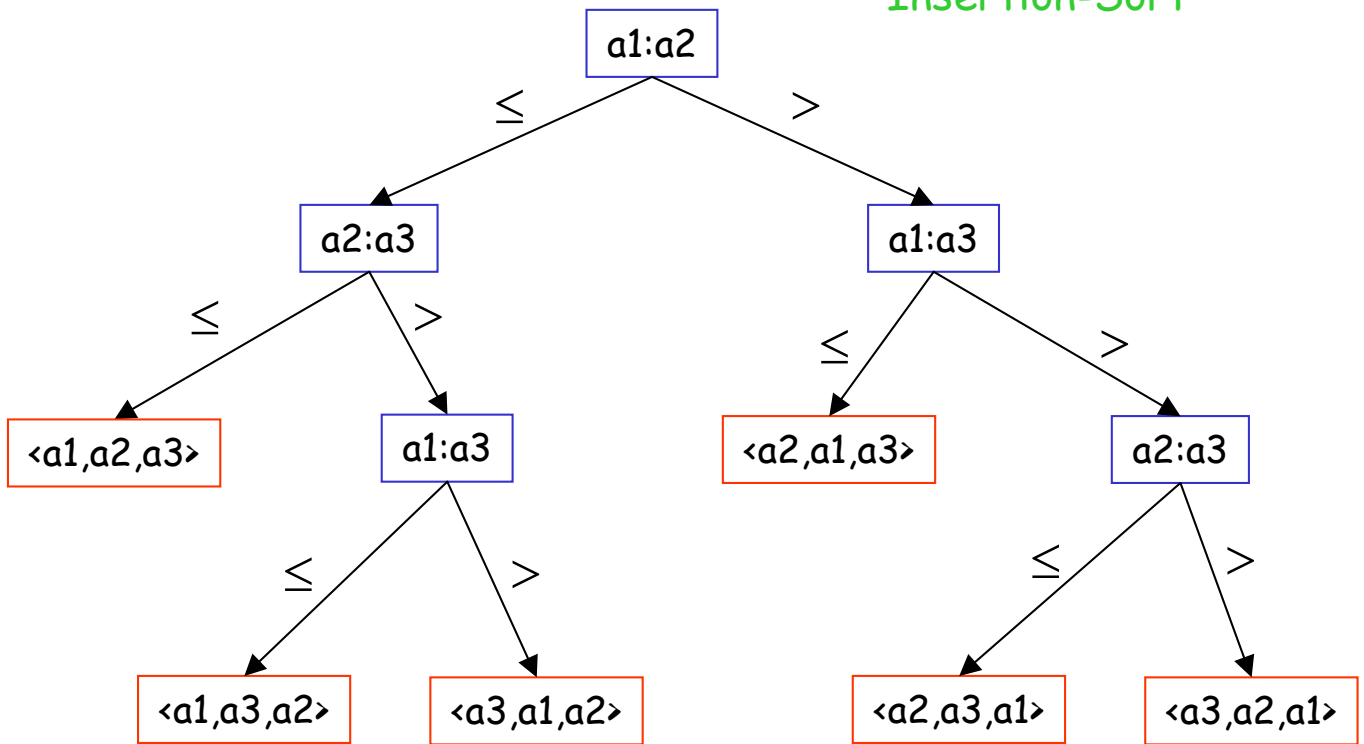 Insertion-Sort
a1:a2
≤ >
a2:a3 a1:a3
≤ > ≤ >
<a1,a2,a3> a1:a3 <a2,a1,a3> a2:a3
≤ > ≤ >
<a1,a3,a2> <a3,a1,a2> <a2,a3,a1> <a3,a2,a1>